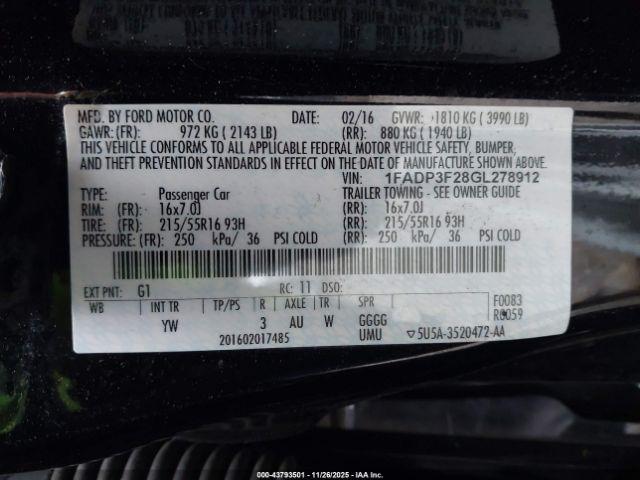 MFD. BY FORD MOTOR CO. DATE: 02/16 GVWR: 1810 KG ( 3990 LB)
GAWR:(FR): 972 KG ( 2143 LB) (RR): 880 KG ( 1940 LB)
THIS VEHICLE CONFORMS TO ALL APPLICABLE FEDERAL MOTOR VEHICLE SAFETY, BUMPER,
AND THEFT PREVENTION STANDARDS IN EFFECT ON THE DATE OF MANUFACTURE SHOWN ABOVE.
VIN: 1FADP3F28GL278912
TYPE: Passenger Car TRAILER TOWING - SEE OWNER GUIDE
RIM: (FR): 16x7.0J (RR): 16x7.0J
TIRE: (FR): 215/55R16 93H (RR): 215/55R16 93H
PRESSURE: (FR): 250 kPa/ 36 PSI COLD (RR): 250 kPa/ 36 PSI COLD
EXT PNT: G1 RC: 11 DSO:
WB INT TR TP/PS R AXLE TR SPR F0083
YW 3 AU W GGGG R0059
201602017485 UMU ▽5U5A-3520472-AA
000-43793501 - 11/26/2025 - IAAI.COM